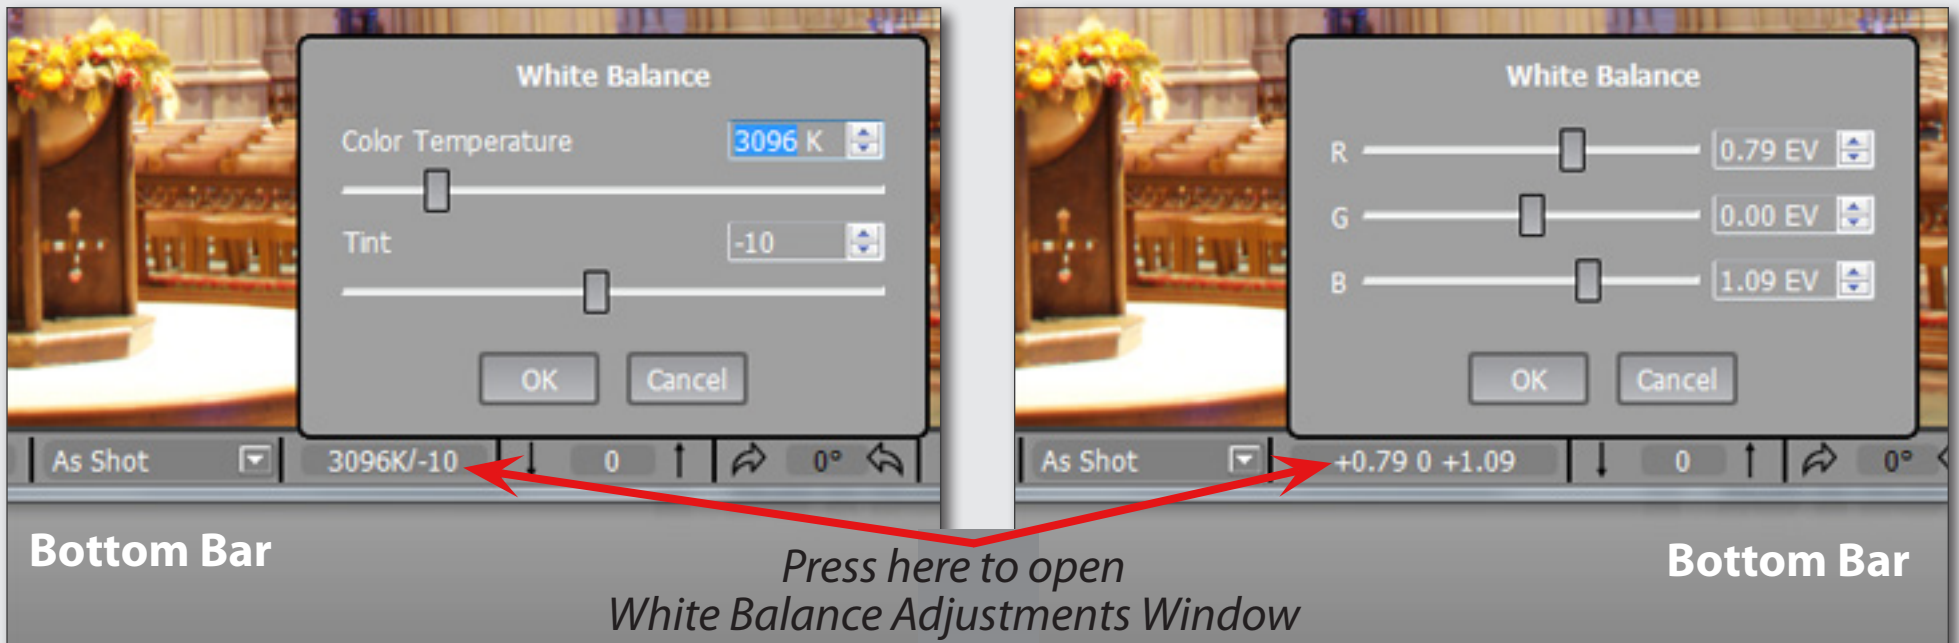 White Balance
Color Temperature 3096 K
Tint -10
OK Cancel
As Shot 3096K/-10 0 0°
Bottom Bar
White Balance
R 0.79 EV
G 0.00 EV
B 1.09 EV
OK Cancel
As Shot +0.79 0 +1.09 0 0°
Bottom Bar
Press here to open
White Balance Adjustments Window